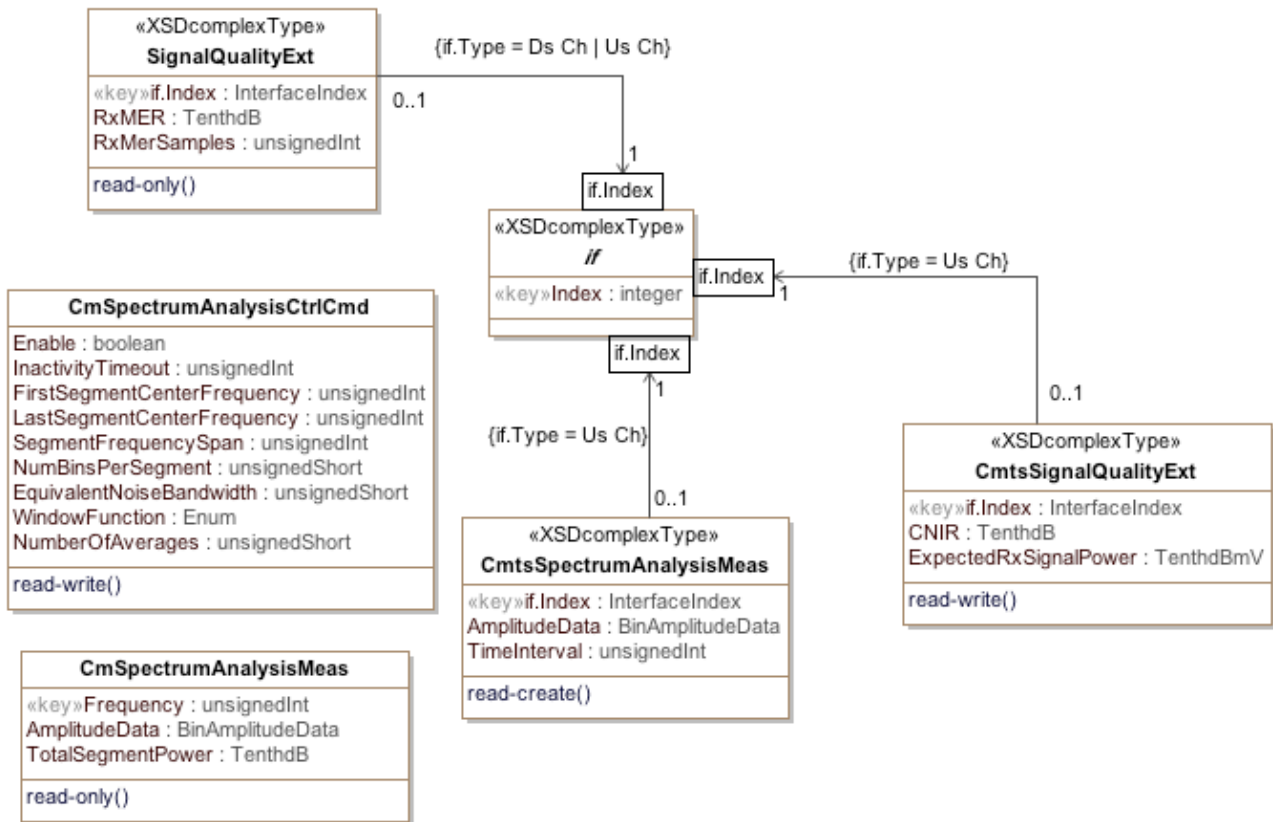 «XSDcomplexType»
SignalQualityExt
«key»if.Index : InterfaceIndex
RxMER : TenthdB
RxMerSamples : unsignedInt
read-only()
{if.Type = Ds Ch | Us Ch}
0..1
1
if.Index
«XSDcomplexType»
if
«key»Index : integer
if.Index
1
{if.Type = Us Ch}
0..1
if.Index
1
{if.Type = Us Ch}
0..1
CmSpectrumAnalysisCtrlCmd
Enable : boolean
InactivityTimeout : unsignedInt
FirstSegmentCenterFrequency : unsignedInt
LastSegmentCenterFrequency : unsignedInt
SegmentFrequencySpan : unsignedInt
NumBinsPerSegment : unsignedShort
EquivalentNoiseBandwidth : unsignedShort
WindowFunction : Enum
NumberOfAverages : unsignedShort
read-write()
«XSDcomplexType»
CmtsSignalQualityExt
«key»if.Index : InterfaceIndex
CNIR : TenthdB
ExpectedRxSignalPower : TenthdBmV
read-write()
«XSDcomplexType»
CmtsSpectrumAnalysisMeas
«key»if.Index : InterfaceIndex
AmplitudeData : BinAmplitudeData
TimeInterval : unsignedInt
read-create()
CmSpectrumAnalysisMeas
«key»Frequency : unsignedInt
AmplitudeData : BinAmplitudeData
TotalSegmentPower : TenthdB
read-only()